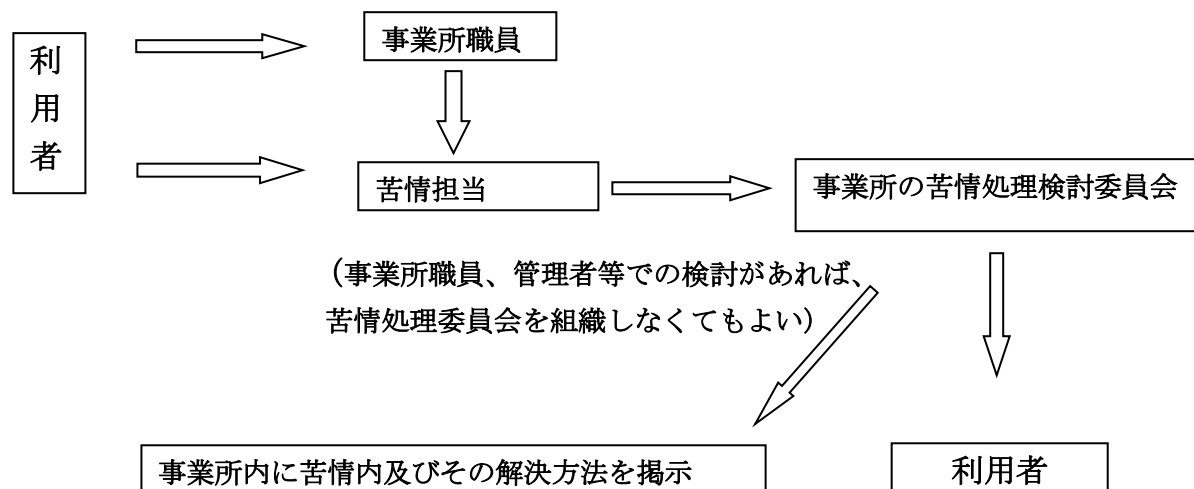 事業所職員
利用者
苦情担当
事業所の苦情処理検討委員会
（事業所職員、管理者等での検討があれば、
苦情処理委員会を組織しなくてもよい）
事業所内に苦情内及びその解決方法を掲示
利用者